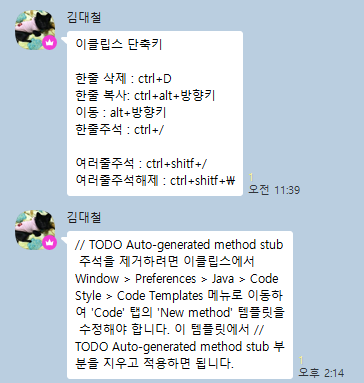 김대철
이클립스 단축키
한줄 삭제 : ctrl+D
한줄 복사: ctrl+alt+방향키
이동 : alt+방향키
한줄주석 : ctrl+/
여러줄주석 : ctrl+shitf+/
여러줄주석해제 : ctrl+shitf+₩
1
오전 11:39
김대철
// TODO Auto-generated method stub
주석을 제거하려면 이클립스에서
Window > Preferences > Java > Code
Style > Code Templates 메뉴로 이동하
여 'Code' 탭의 'New method' 템플릿을
수정해야 합니다. 이 템플릿에서 //
TODO Auto-generated method stub 부
분을 지우고 적용하면 됩니다.
1
오후 2:14